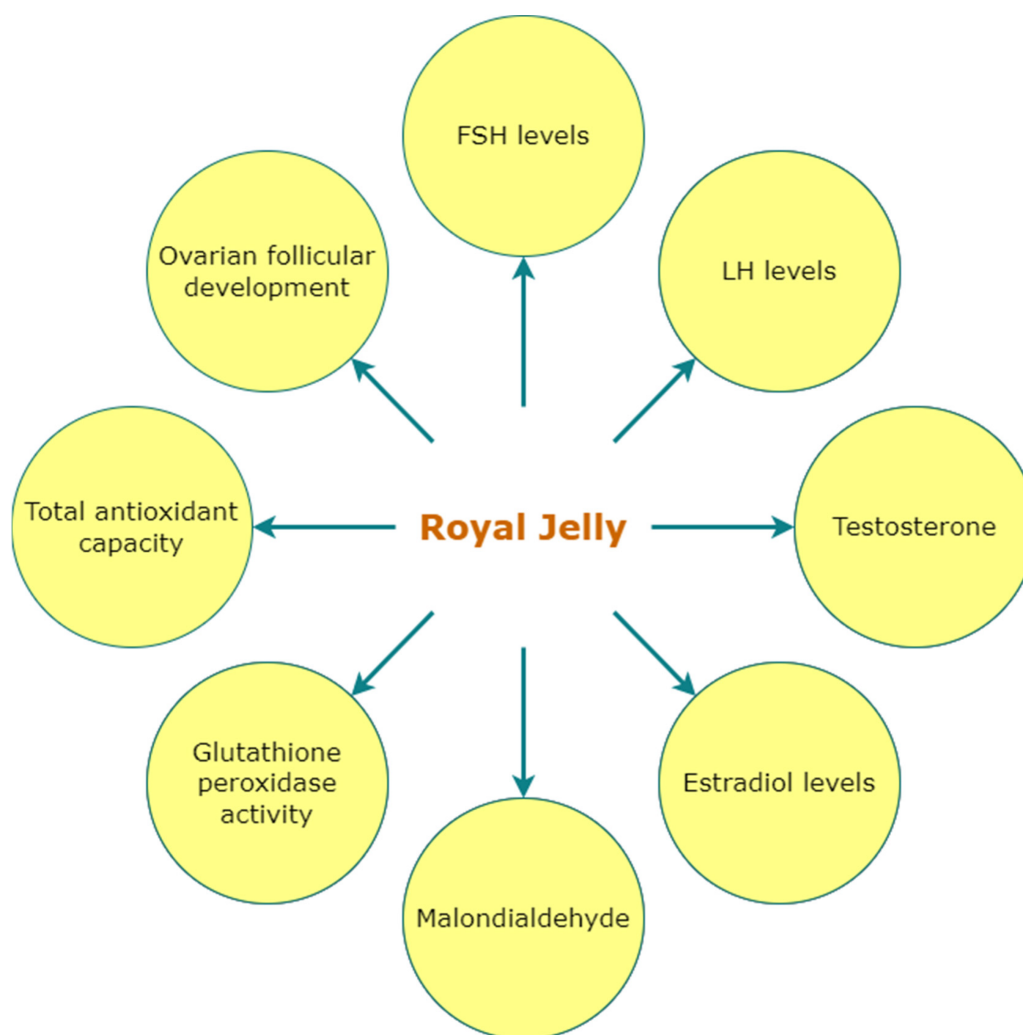 FSH levels
Ovarian follicular
development
LH levels
Total antioxidant
capacity
Royal Jelly
Testosterone
Glutathione
peroxidase
activity
Estradiol levels
Malondialdehyde